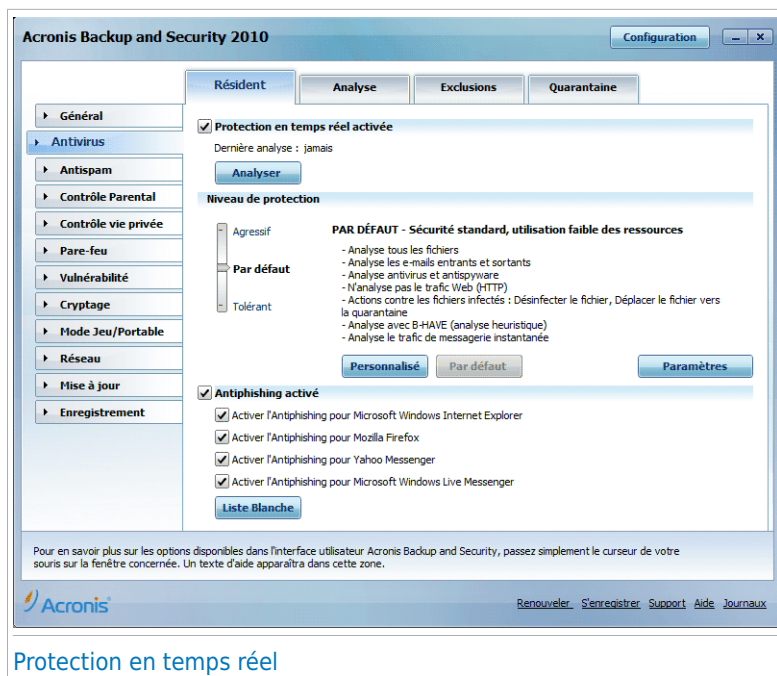 Acronis Backup and Security 2010
Configuration
Résident
Analyse
Exclusions
Quarantaine
Général
Antivirus
Antispam
Contrôle Parental
Contrôle vie privée
Pare-feu
Vulnérabilité
Cryptage
Mode Jeu/Portable
Réseau
Mise à jour
Enregistrement
Protection en temps réel activée
Dernière analyse : jamais
Analyser
Niveau de protection
Agressif
Par défaut
Tolérant
PAR DÉFAUT - Sécurité standard, utilisation faible des ressources
- Analyse tous les fichiers
- Analyse les e-mails entrants et sortants
- Analyse antivirus et antispyware
- N'analyse pas le trafic Web (HTTP)
- Actions contre les fichiers infectés : Désinfecter le fichier, Déplacer le fichier vers
la quarantaine
- Analyse avec B-HAVE (analyse heuristique)
- Analyse le trafic de messagerie instantanée
Personnalisé
Par défaut
Paramètres
Antiphishing activé
Activer l'Antiphishing pour Microsoft Windows Internet Explorer
Activer l'Antiphishing pour Mozilla Firefox
Activer l'Antiphishing pour Yahoo Messenger
Activer l'Antiphishing pour Microsoft Windows Live Messenger
Liste Blanche
Pour en savoir plus sur les options disponibles dans l'interface utilisateur Acronis Backup and Security, passez simplement le curseur de votre
souris sur la fenêtre concernée. Un texte d'aide apparaîtra dans cette zone.
Acronis
Renouveler S'enregistrer Support Aide Journaux
Protection en temps réel